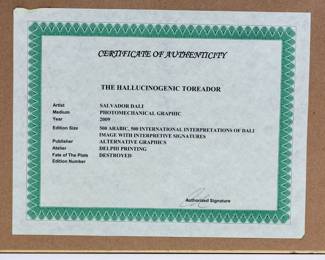 CERTIFICATE OF AUTHENTICITY
THE HALLUCINOGENIC TOREADOR
Artist SALVADOR DALI
Medium PHOTOMECHANICAL GRAPHIC
Year 2009
Edition Size 500 ARABIC, 500 INTERNATIONAL INTERPRETATIONS OF DALI
IMAGE WITH INTERPRETIVE SIGNATURES
Publisher ALTERNATIVE GRAPHICS
Atelier DELPHI PRINTING
Fate of The Plate DESTROYED
Edition Number
Authorized Signature